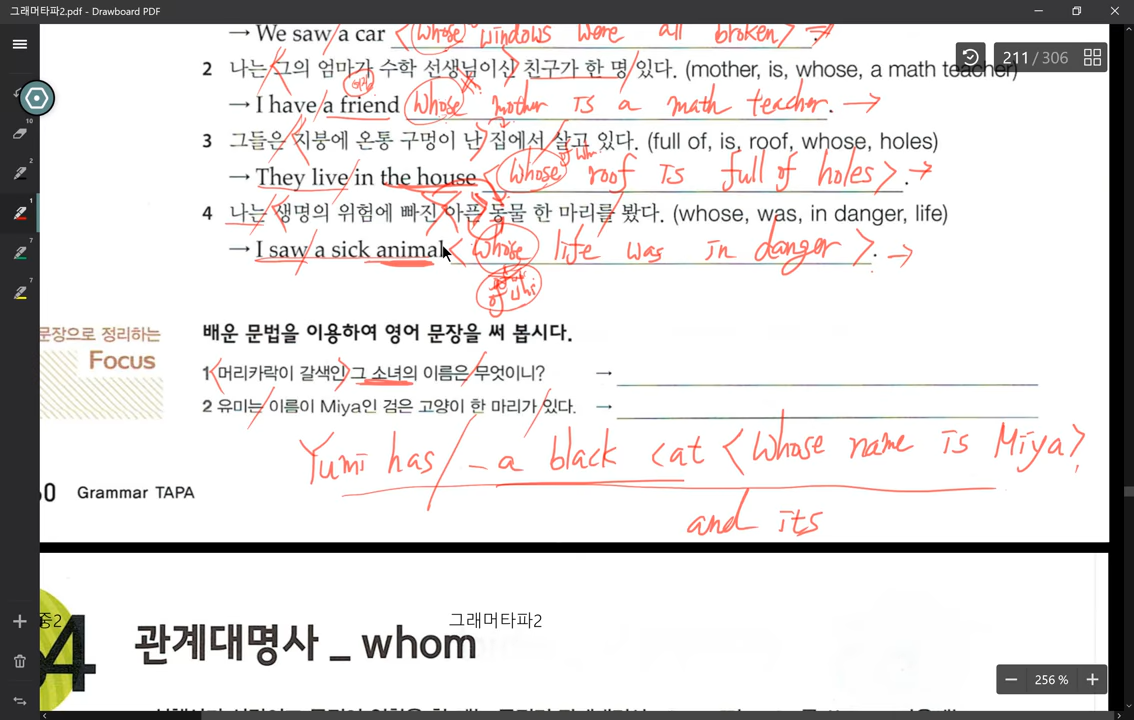 그래머타파2.pdf - Drawboard PDF
→ We saw a car whose windows were all broken.
211 / 306
2 나는 그의 엄마가 수학 선생님이신 친구가 한 명 있다. (mother, is, whose, a math teacher)
→ I have a friend whose mother is a math teacher. →
3 그들은 지붕에 온통 구멍이 난 집에서 살고 있다. (full of, is, roof, whose, holes)
→ They live in the house whose roof is full of holes. →
4 나는 생명의 위험에 빠진 아픈 동물 한 마리를 봤다. (whose, was, in danger, life)
→ I saw a sick animal whose life was in danger. →
문장으로 정리하는
Focus
배운 문법을 이용하여 영어 문장을 써 봅시다.
1 머리카락이 갈색인 그 소녀의 이름은 무엇이니? →
2 유미는 이름이 Miya인 검은 고양이 한 마리가 있다. →
Yumi has a black cat whose name is Miya
and its
0 Grammar TAPA
중2
그래머타파2
4 관계대명사 _ whom
256 %